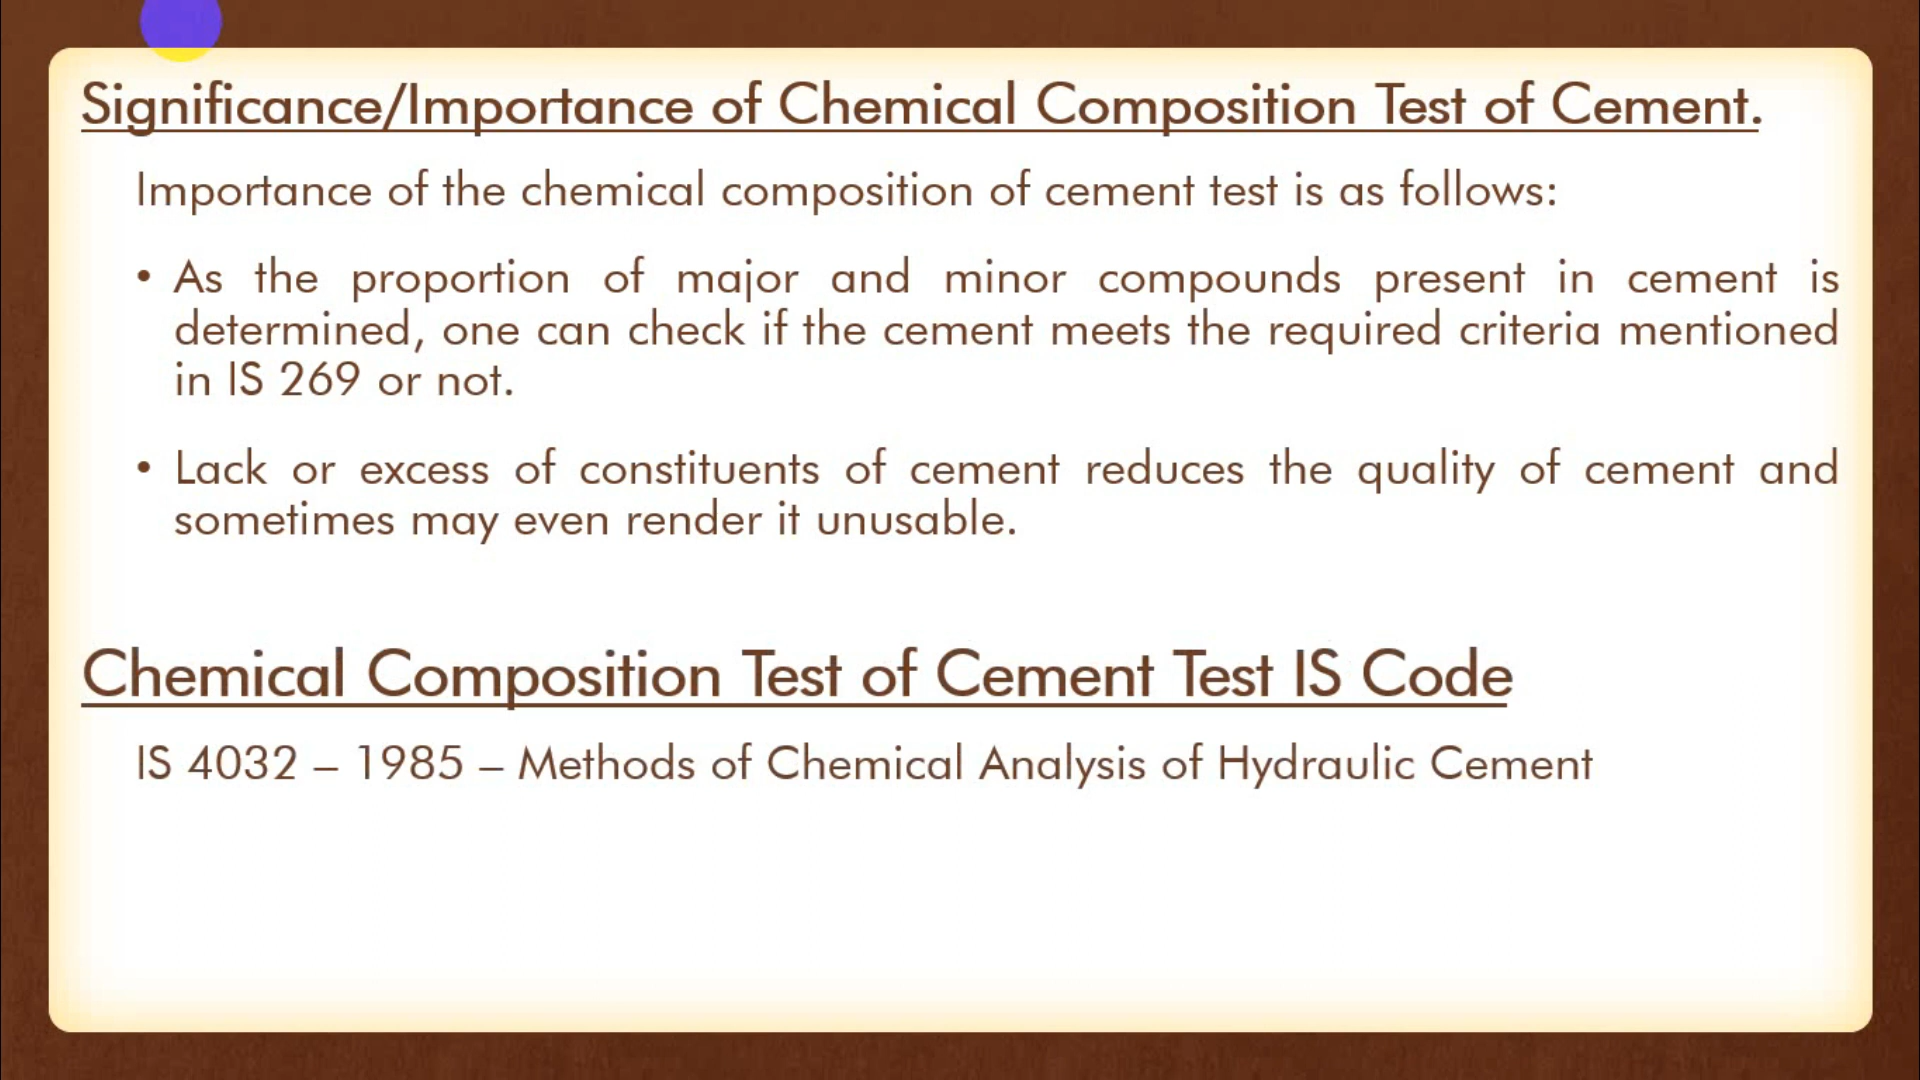 Significance/Importance of Chemical Composition Test of Cement.
Importance of the chemical composition of cement test is as follows:
• As the proportion of major and minor compounds present in cement is
determined, one can check if the cement meets the required criteria mentioned
in IS 269 or not.
• Lack or excess of constituents of cement reduces the quality of cement and
sometimes may even render it unusable.
Chemical Composition Test of Cement Test IS Code
IS 4032 – 1985 – Methods of Chemical Analysis of Hydraulic Cement